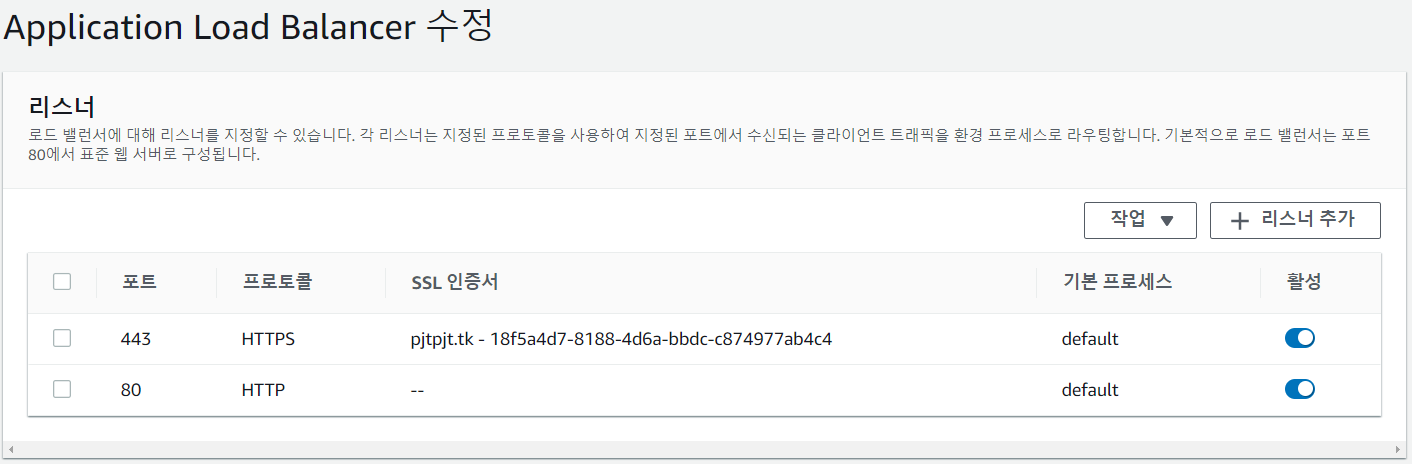 Application Load Balancer 수정
리스너
로드 밸런서에 대해 리스너를 지정할 수 있습니다. 각 리스너는 지정된 프로토콜을 사용하여 지정된 포트에서 수신되는 클라이언트 트래픽을 환경 프로세스로 라우팅합니다. 기본적으로 로드 밸런서는 포트
80에서 표준 웹 서버로 구성됩니다.
작업 리스너 추가
포트 프로토콜 SSL 인증서 기본 프로세스 활성
443 HTTPS pjtpjt.tk - 18f5a4d7-8188-4d6a-bbdc-c874977ab4c4 default
80 HTTP -- default